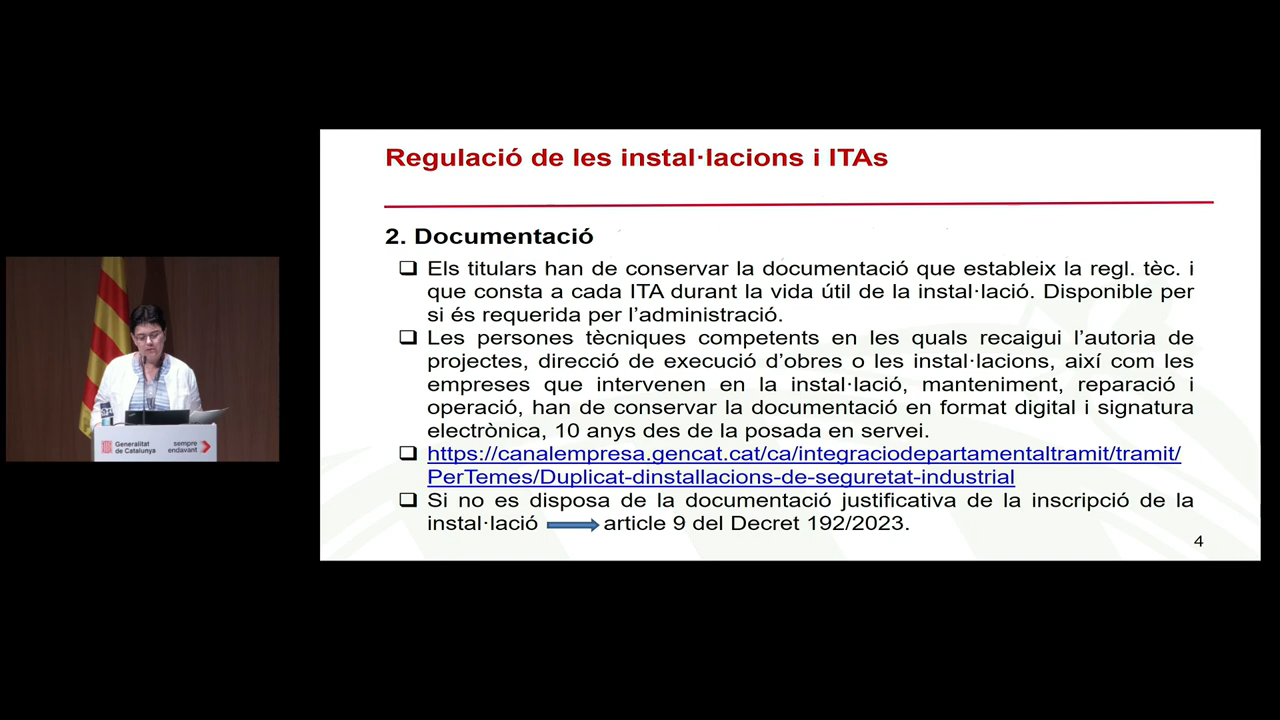 Regulació de les instal·lacions i ITAs
2. Documentació
❑ Els titulars han de conservar la documentació que estableix la regl. tèc. i
que consta a cada ITA durant la vida útil de la instal·lació. Disponible per
si és requerida per l’administració.
❑ Les persones tècniques competents en les quals recaigui l’autoria de
projectes, direcció de execució d’obres o les instal·lacions, així com les
empreses que intervenen en la instal·lació, manteniment, reparació i
operació, han de conservar la documentació en format digital i signatura
electrònica, 10 anys des de la posada en servei.
❑ https://canalempresa.gencat.cat/ca/integraciodepartamentaltramit/tramit/
PerTemes/Duplicat-dinstallacions-de-seguretat-industrial
❑ Si no es disposa de la documentació justificativa de la inscripció de la
instal·lació article 9 del Decret 192/2023.
4
Generalitat
de Catalunya
sempre
endavant